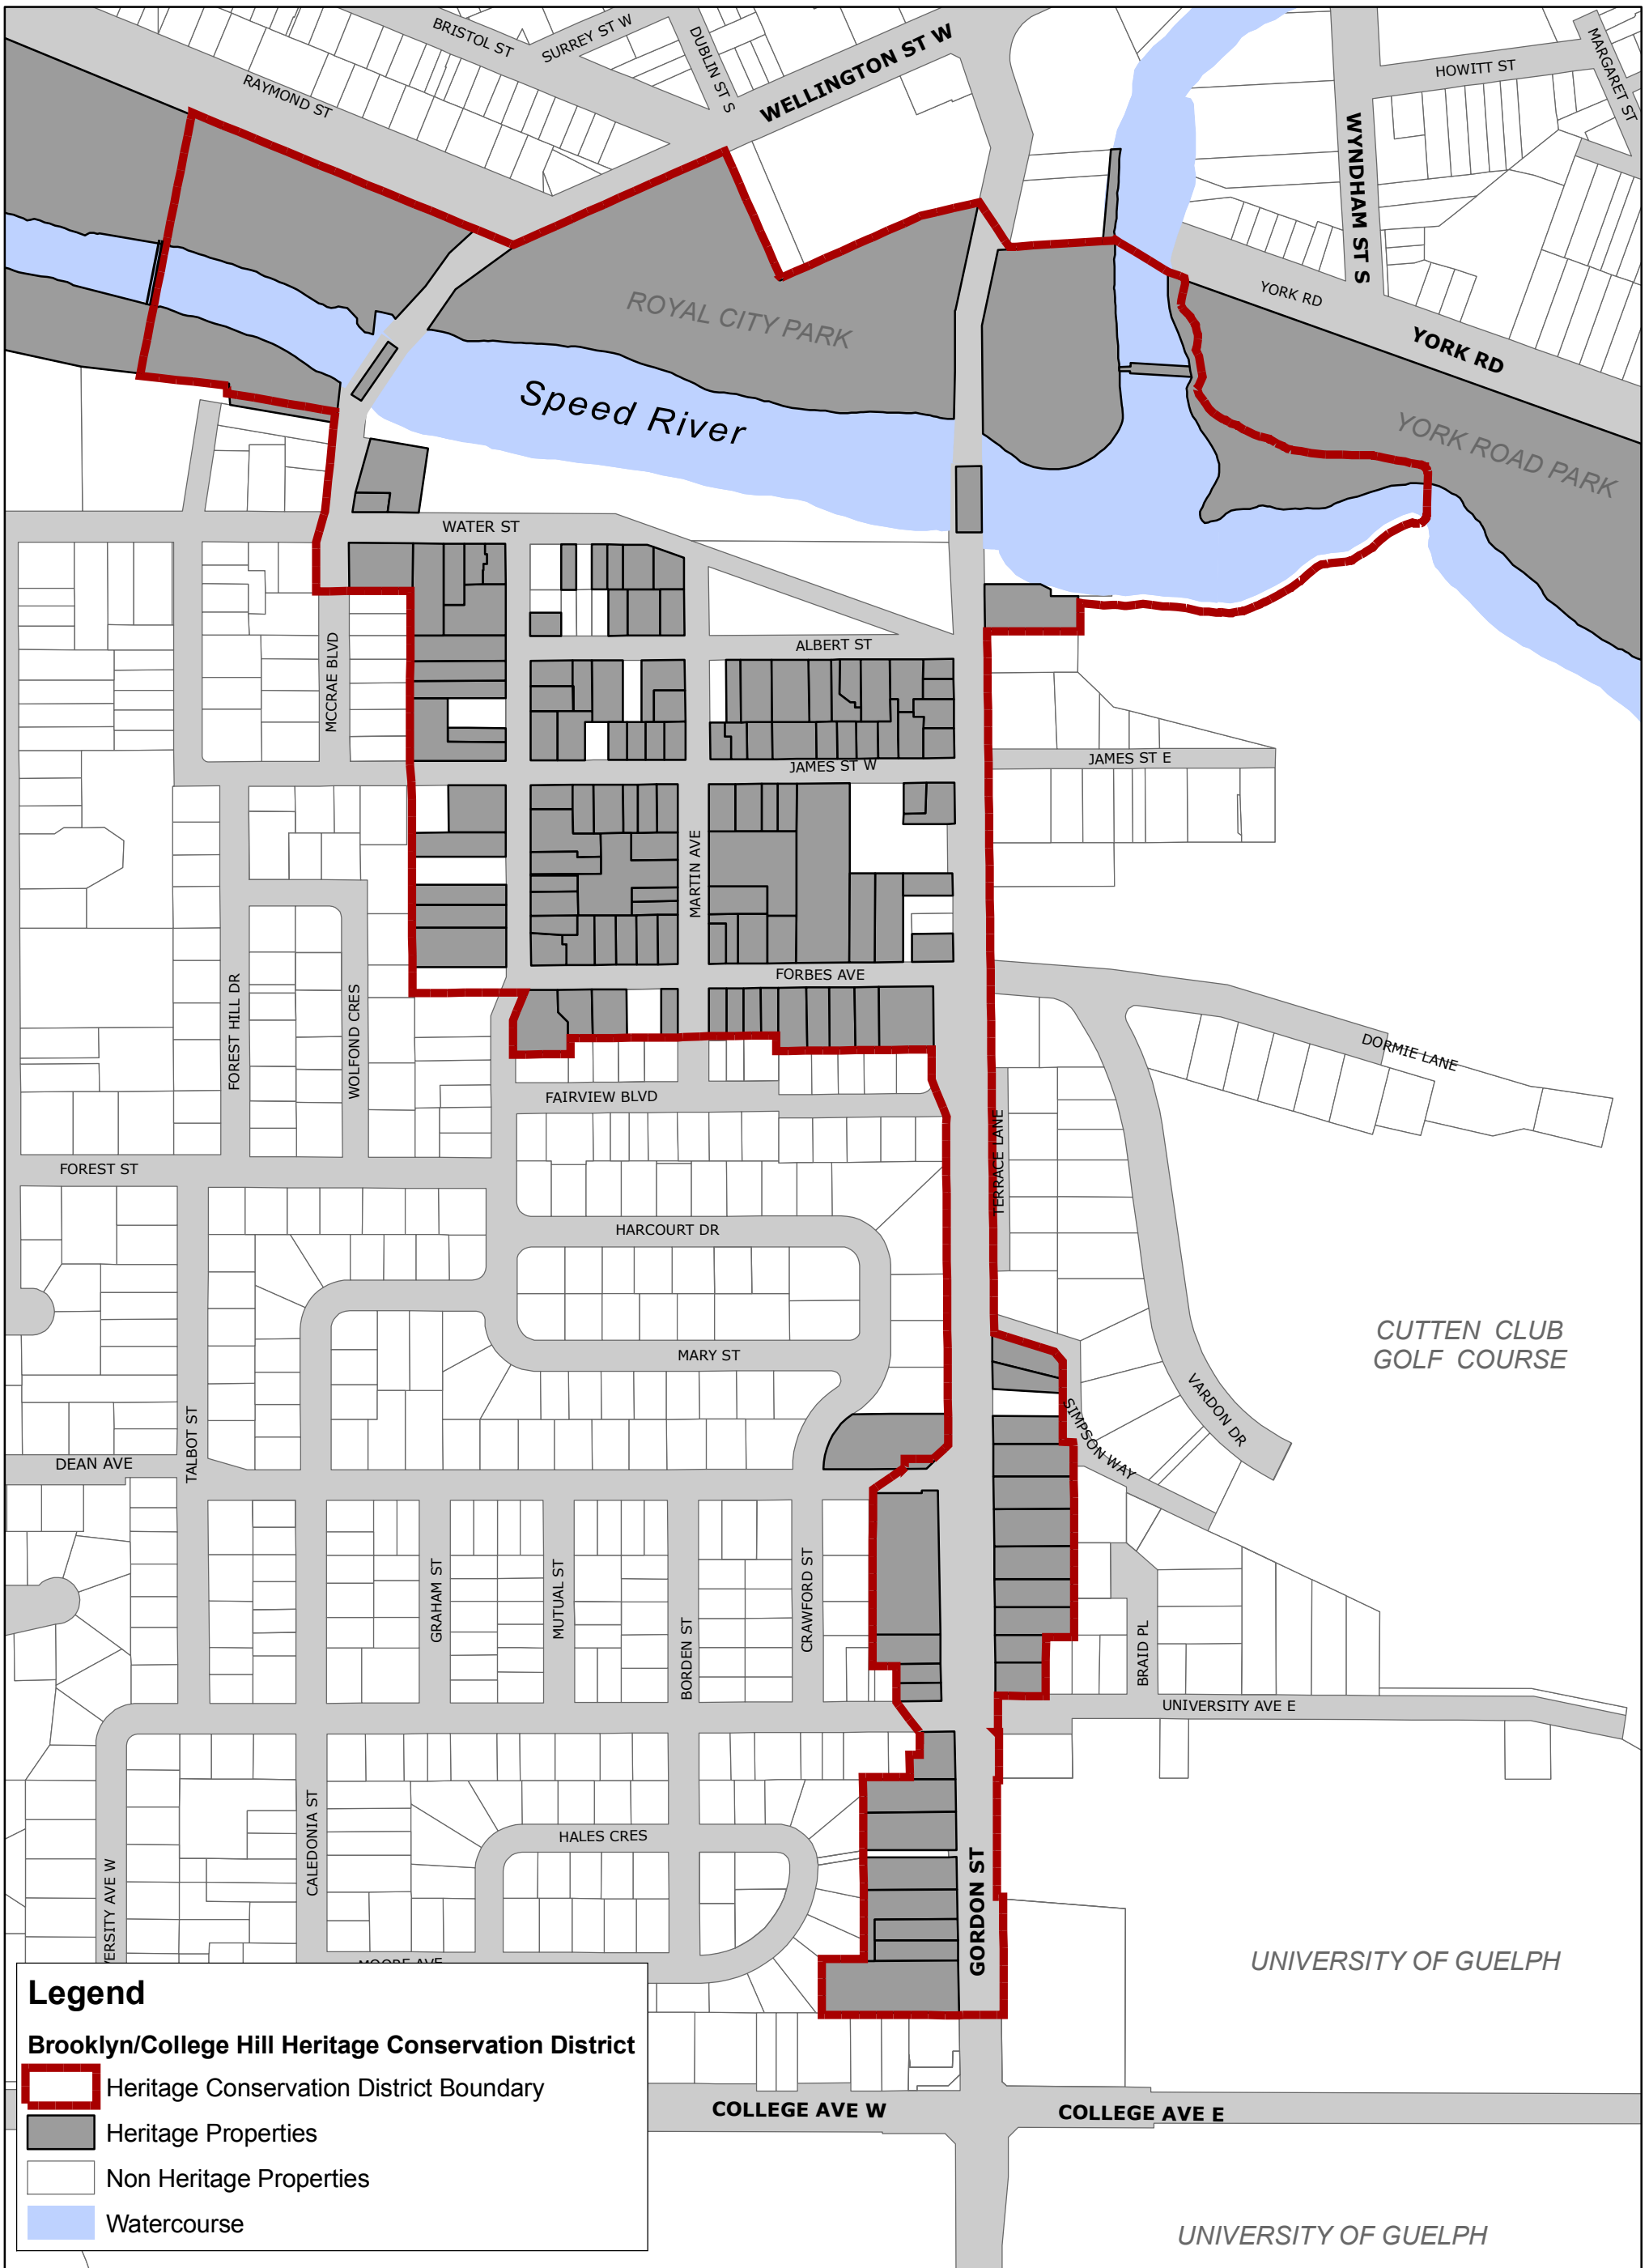 BRISTOL ST
SURREY ST W
DUBLIN ST S
WELLINGTON ST W
MARGARET ST
HOWITT ST
RAYMOND ST
WYNDHAM ST S
ROYAL CITY PARK
YORK RD
YORK RD
Speed River
YORK ROAD PARK
WATER ST
ALBERT ST
MCCRAE BLVD
JAMES ST W
JAMES ST E
MARTIN AVE
FORBES AVE
FOREST HILL DR
WOLFOND CRES
DORMIE LANE
FAIRVIEW BLVD
TERRACE LANE
FOREST ST
HARCOURT DR
CUTTEN CLUB
GOLF COURSE
MARY ST
VARDON DR
SIMPSON WAY
TALBOT ST
DEAN AVE
GRAHAM ST
MUTUAL ST
BORDEN ST
CRAWFORD ST
BRAID PL
UNIVERSITY AVE E
HALES CRES
CALEDONIA ST
VERSITY AVE W
GORDON ST
UNIVERSITY OF GUELPH
MOORE AVE
Legend
Brooklyn/College Hill Heritage Conservation District
Heritage Conservation District Boundary
Heritage Properties
Non Heritage Properties
Watercourse
COLLEGE AVE W
COLLEGE AVE E
UNIVERSITY OF GUELPH